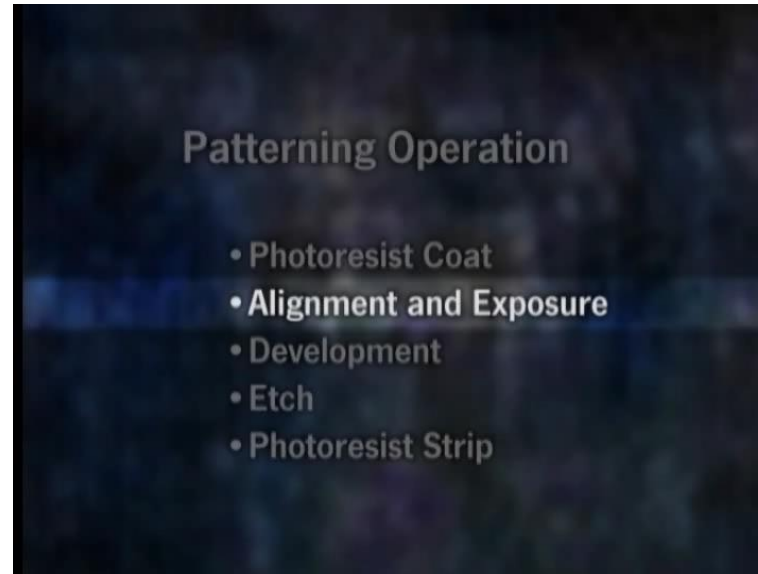 Patterning Operation
• Photoresist Coat
• Alignment and Exposure
• Development
• Etch
• Photoresist Strip